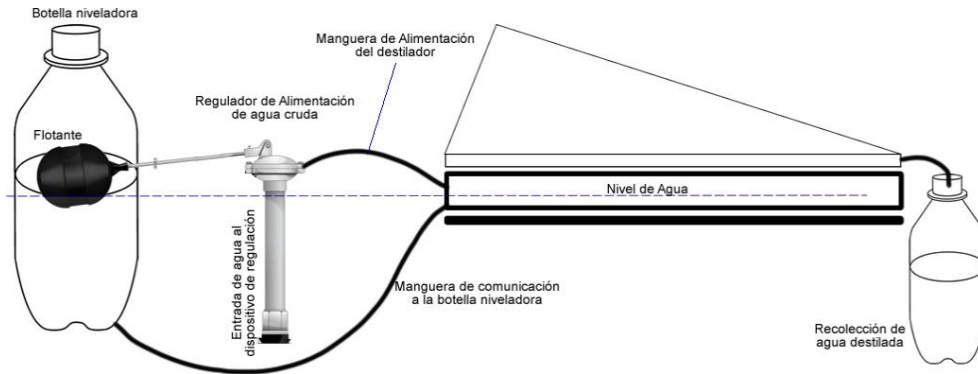 Botella niveladora
Manguera de Alimentación
del destilador
Regulador de Alimentación
de agua cruda
Flotante
Nivel de Agua
Entrada de agua al
dispositivo de regulación
Manguera de comunicación
a la botella niveladora
Recolección de
agua destilada